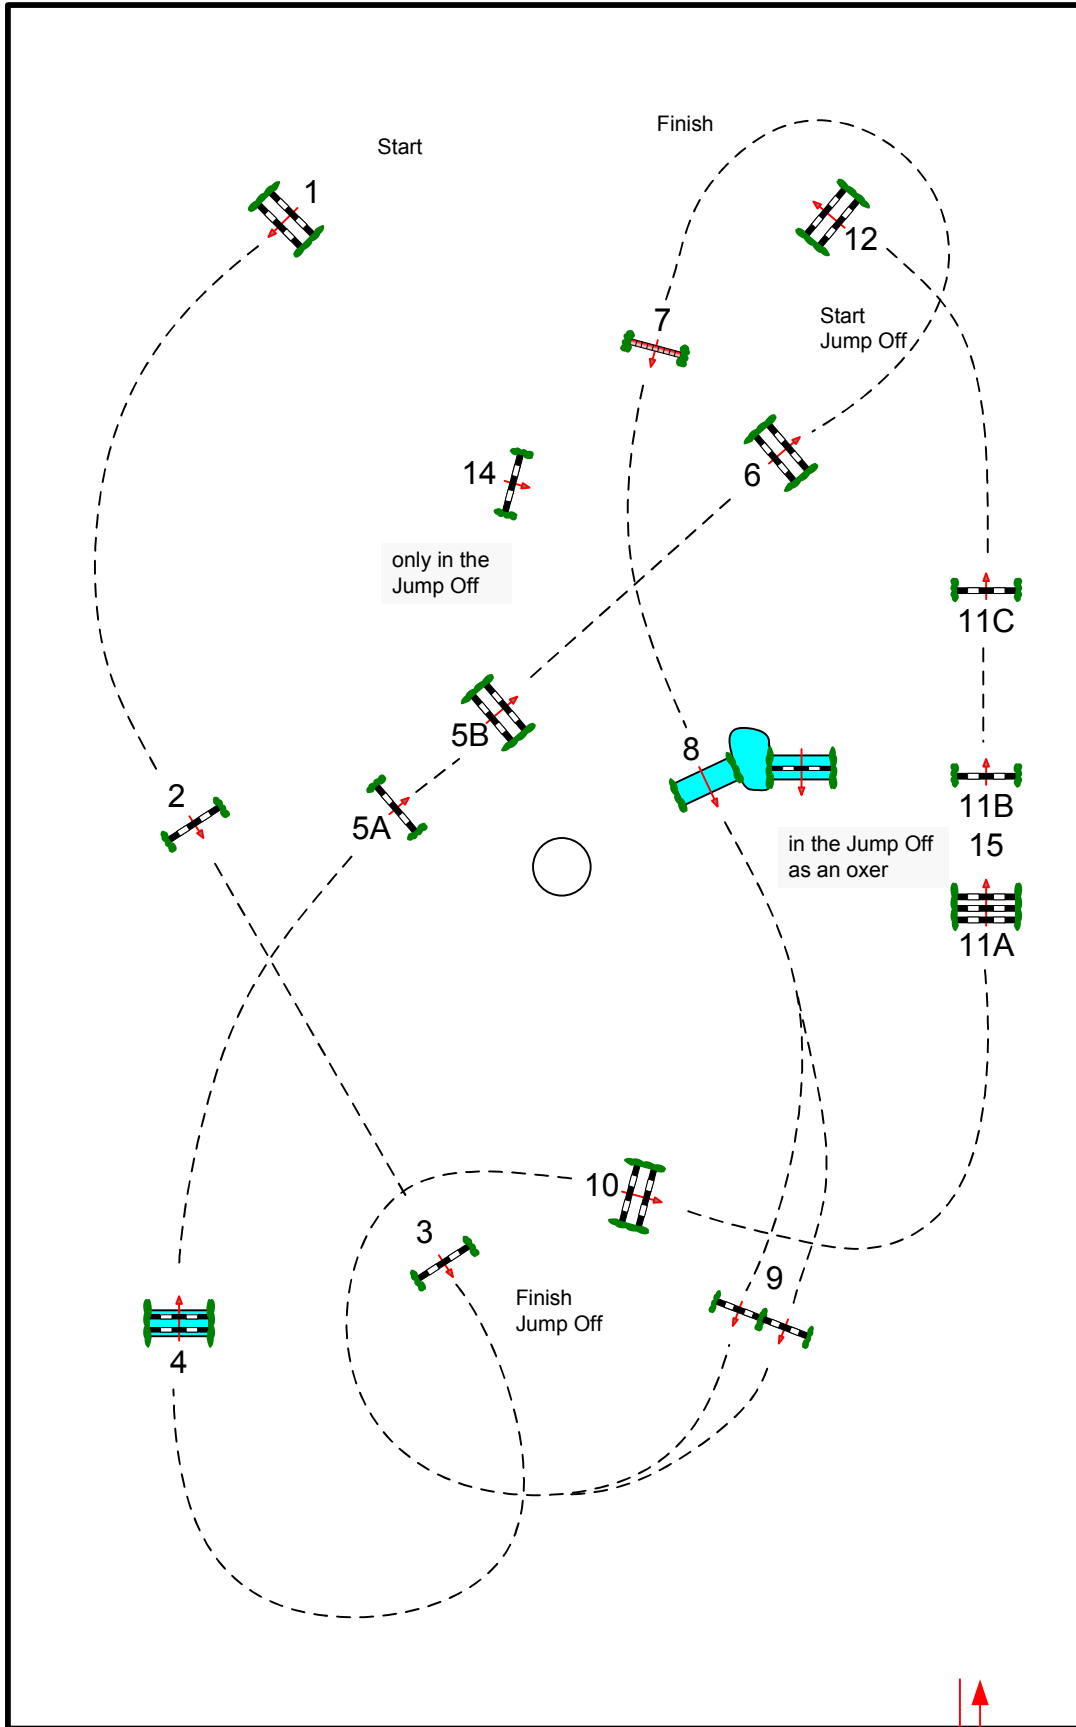 Start
Finish
1
12
Start
Jump Off
7
14
6
only in the
Jump Off
11C
5B
8
2
5A
11B
in the Jump Off
as an oxer
15
11A
10
3
9
Finish
Jump Off
4